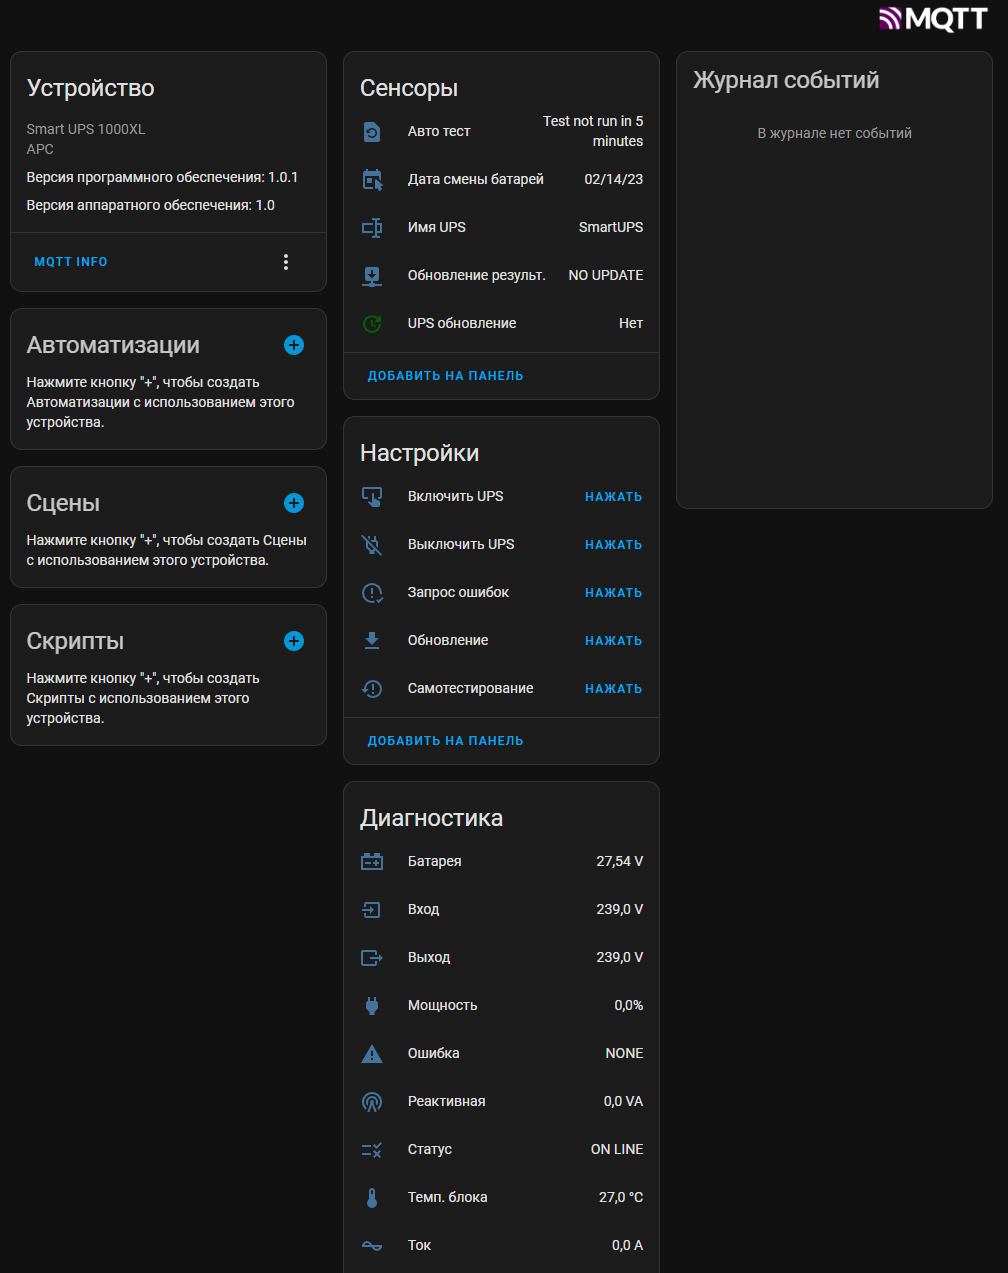 MQTT
Устройство
Smart UPS 1000XL
APC
Версия программного обеспечения: 1.0.1
Версия аппаратного обеспечения: 1.0
MQTT INFO
Автоматизации
Нажмите кнопку "+", чтобы создать
Автоматизации с использованием этого
устройства.
Сцены
Нажмите кнопку "+", чтобы создать Сцены
с использованием этого устройства.
Скрипты
Нажмите кнопку "+", чтобы создать
Скрипты с использованием этого
устройства.
Сенсоры
Авто тест Test not run in 5
minutes
Дата смены батарей 02/14/23
Имя UPS SmartUPS
Обновление результ. NO UPDATE
UPS обновление Нет
ДОБАВИТЬ НА ПАНЕЛЬ
Настройки
Включить UPS НАЖАТЬ
Выключить UPS НАЖАТЬ
Запрос ошибок НАЖАТЬ
Обновление НАЖАТЬ
Самотестирование НАЖАТЬ
ДОБАВИТЬ НА ПАНЕЛЬ
Диагностика
Батарея 27,54 V
Вход 239,0 V
Выход 239,0 V
Мощность 0,0%
Ошибка NONE
Реактивная 0,0 VA
Статус ON LINE
Темп. блока 27,0 °C
Ток 0,0 A
Журнал событий
В журнале нет событий